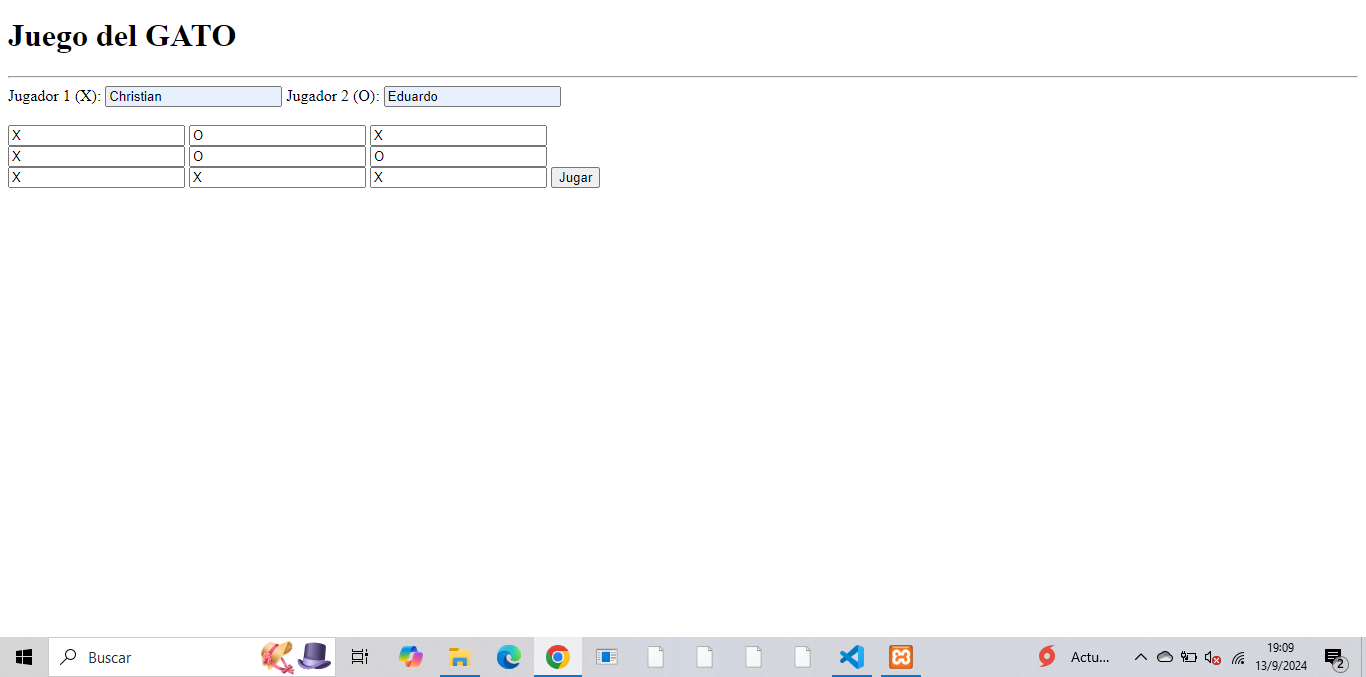 Juego del GATO
Jugador 1 (X): Christian Jugador 2 (O): Eduardo
X O X
X O O
X X X Jugar
Buscar
Actu...
19:09
13/9/2024
2